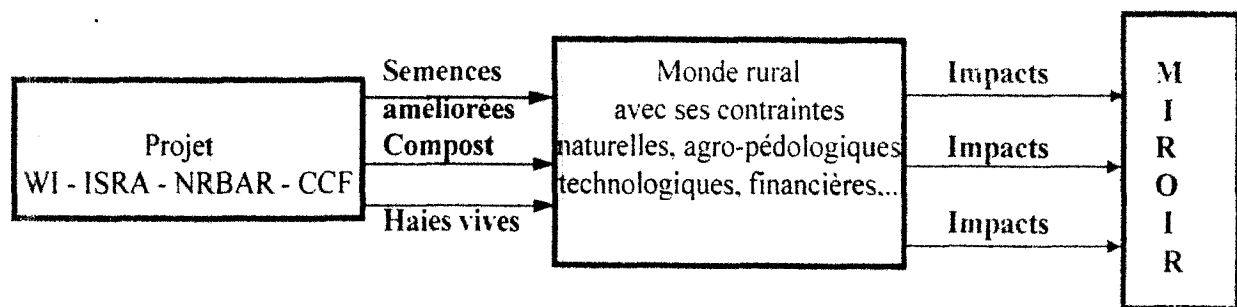 Projet
WI - ISRA - NRBAR - CCF
Semences
améliorées
Compost
Haies vives
Monde rural
avec ses contraintes
naturelles, agro-pédologiques
technologiques, financières,..
Impacts
Impacts
Impacts
M
I
R
O
I
R